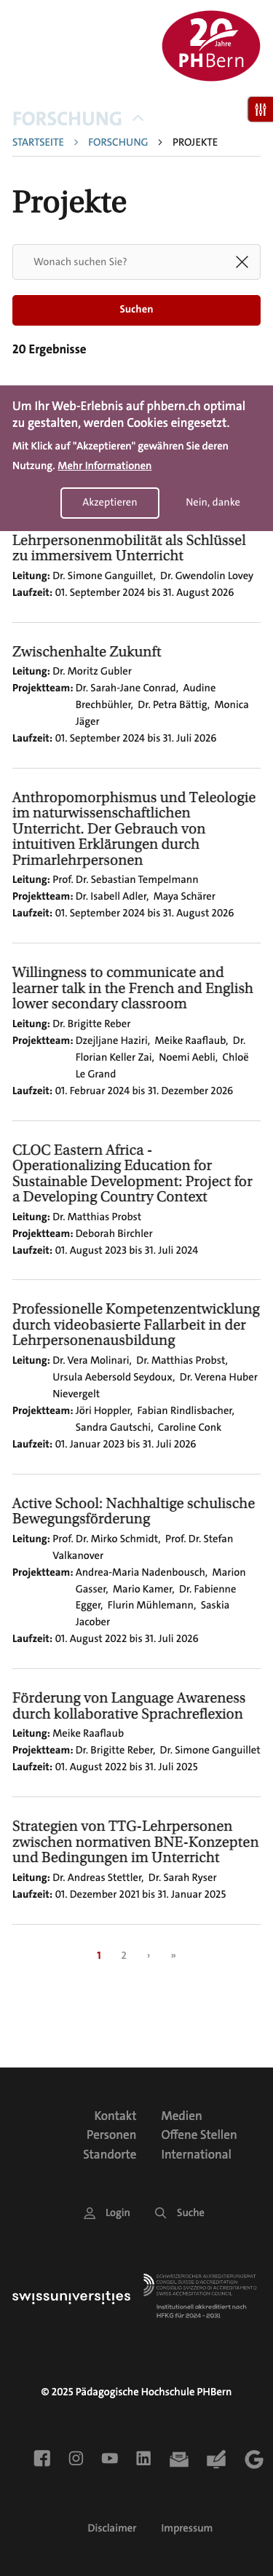 20
Jahre
PHBern
FORSCHUNG
STARTSEITE > FORSCHUNG > PROJEKTE
Projekte
Wonach suchen Sie?
Suchen
20 Ergebnisse
Um Ihr Web-Erlebnis auf phbern.ch optimal
zu gestalten, werden Cookies eingesetzt.
Mit Klick auf "Akzeptieren" gewähren Sie deren
Nutzung. Mehr Informationen
Akzeptieren Nein, danke
Lehrpersonenmobilität als Schlüssel
zu immersivem Unterricht
Leitung: Dr. Simone Ganguillet, Dr. Gwendolin Lovey
Laufzeit: 01. September 2024 bis 31. August 2026
Zwischenhalte Zukunft
Leitung: Dr. Moritz Gubler
Projektteam: Dr. Sarah-Jane Conrad, Audine
Brechbühler, Dr. Petra Bättig, Monica
Jäger
Laufzeit: 01. September 2024 bis 31. Juli 2026
Anthropomorphismus und Teleologie
im naturwissenschaftlichen
Unterricht. Der Gebrauch von
intuitiven Erklärungen durch
Primarlehrpersonen
Leitung: Prof. Dr. Sebastian Tempelmann
Projektteam: Dr. Isabell Adler, Maya Schärer
Laufzeit: 01. September 2024 bis 31. August 2026
Willingness to communicate and
learner talk in the French and English
lower secondary classroom
Leitung: Dr. Brigitte Reber
Projektteam: Dzejljane Haziri, Meike Raaflaub, Dr.
Florian Keller Zai, Noemi Aebli, Chloë
Le Grand
Laufzeit: 01. Februar 2024 bis 31. Dezember 2026
CLOC Eastern Africa -
Operationalizing Education for
Sustainable Development: Project for
a Developing Country Context
Leitung: Dr. Matthias Probst
Projektteam: Deborah Birchler
Laufzeit: 01. August 2023 bis 31. Juli 2024
Professionelle Kompetenzentwicklung
durch videobasierte Fallarbeit in der
Lehrpersonenausbildung
Leitung: Dr. Vera Molinari, Dr. Matthias Probst,
Ursula Aebersold Seydoux, Dr. Verena Huber
Nievergelt
Projektteam: Jöri Hoppler, Fabian Rindlisbacher,
Sandra Gautschi, Caroline Conk
Laufzeit: 01. Januar 2023 bis 31. Juli 2026
Active School: Nachhaltige schulische
Bewegungsförderung
Leitung: Prof. Dr. Mirko Schmidt, Prof. Dr. Stefan
Valkanover
Projektteam: Andrea-Maria Nadenbousch, Marion
Gasser, Mario Kamer, Dr. Fabienne
Egger, Flurin Mühlemann, Saskia
Jacober
Laufzeit: 01. August 2022 bis 31. Juli 2026
Förderung von Language Awareness
durch kollaborative Sprachreflexion
Leitung: Meike Raaflaub
Projektteam: Dr. Brigitte Reber, Dr. Simone Ganguillet
Laufzeit: 01. August 2022 bis 31. Juli 2025
Strategien von TTG-Lehrpersonen
zwischen normativen BNE-Konzepten
und Bedingungen im Unterricht
Leitung: Dr. Andreas Stettler, Dr. Sarah Ryser
Laufzeit: 01. Dezember 2021 bis 31. Januar 2025
1 2 › »
Kontakt Medien
Personen Offene Stellen
Standorte International
Login Suche
swissuniversities
SCHWEIZERISCHER AKKREDITIERUNGSRAT
CONSEIL SUISSE D'ACCREDITATION
CONSIGLIO SVIZZERO DI ACCREDITAMENTO
SWISS ACCREDITATION COUNCIL
Institutionell akkreditiert nach
HFKG für 2024 - 2031
© 2025 Pädagogische Hochschule PHBern
Disclaimer Impressum